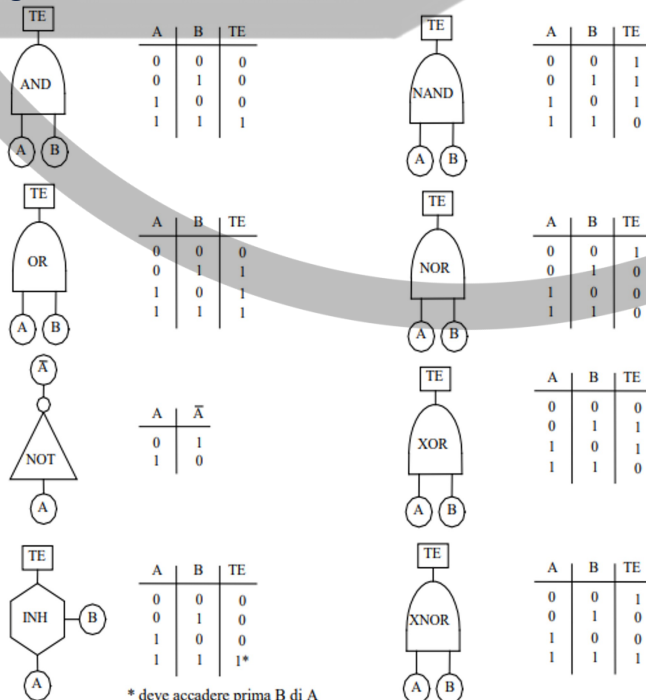 TE
AND
A B
A B TE
0 0 0
0 1 0
1 0 0
1 1 1
TE
NAND
A B
A B TE
0 0 1
0 1 1
1 0 1
1 1 0
TE
OR
A B
A B TE
0 0 0
0 1 1
1 0 1
1 1 1
TE
NOR
A B
A B TE
0 0 1
0 1 0
1 0 0
1 1 0
A̅
NOT
A
A A̅
0 1
1 0
TE
XOR
A B
A B TE
0 0 0
0 1 1
1 0 1
1 1 0
TE
INH
B
A
A B TE
0 0 0
0 1 0
1 0 0
1 1 1*
* deve accadere prima B di A
TE
XNOR
A B
A B TE
0 0 1
0 1 0
1 0 0
1 1 1